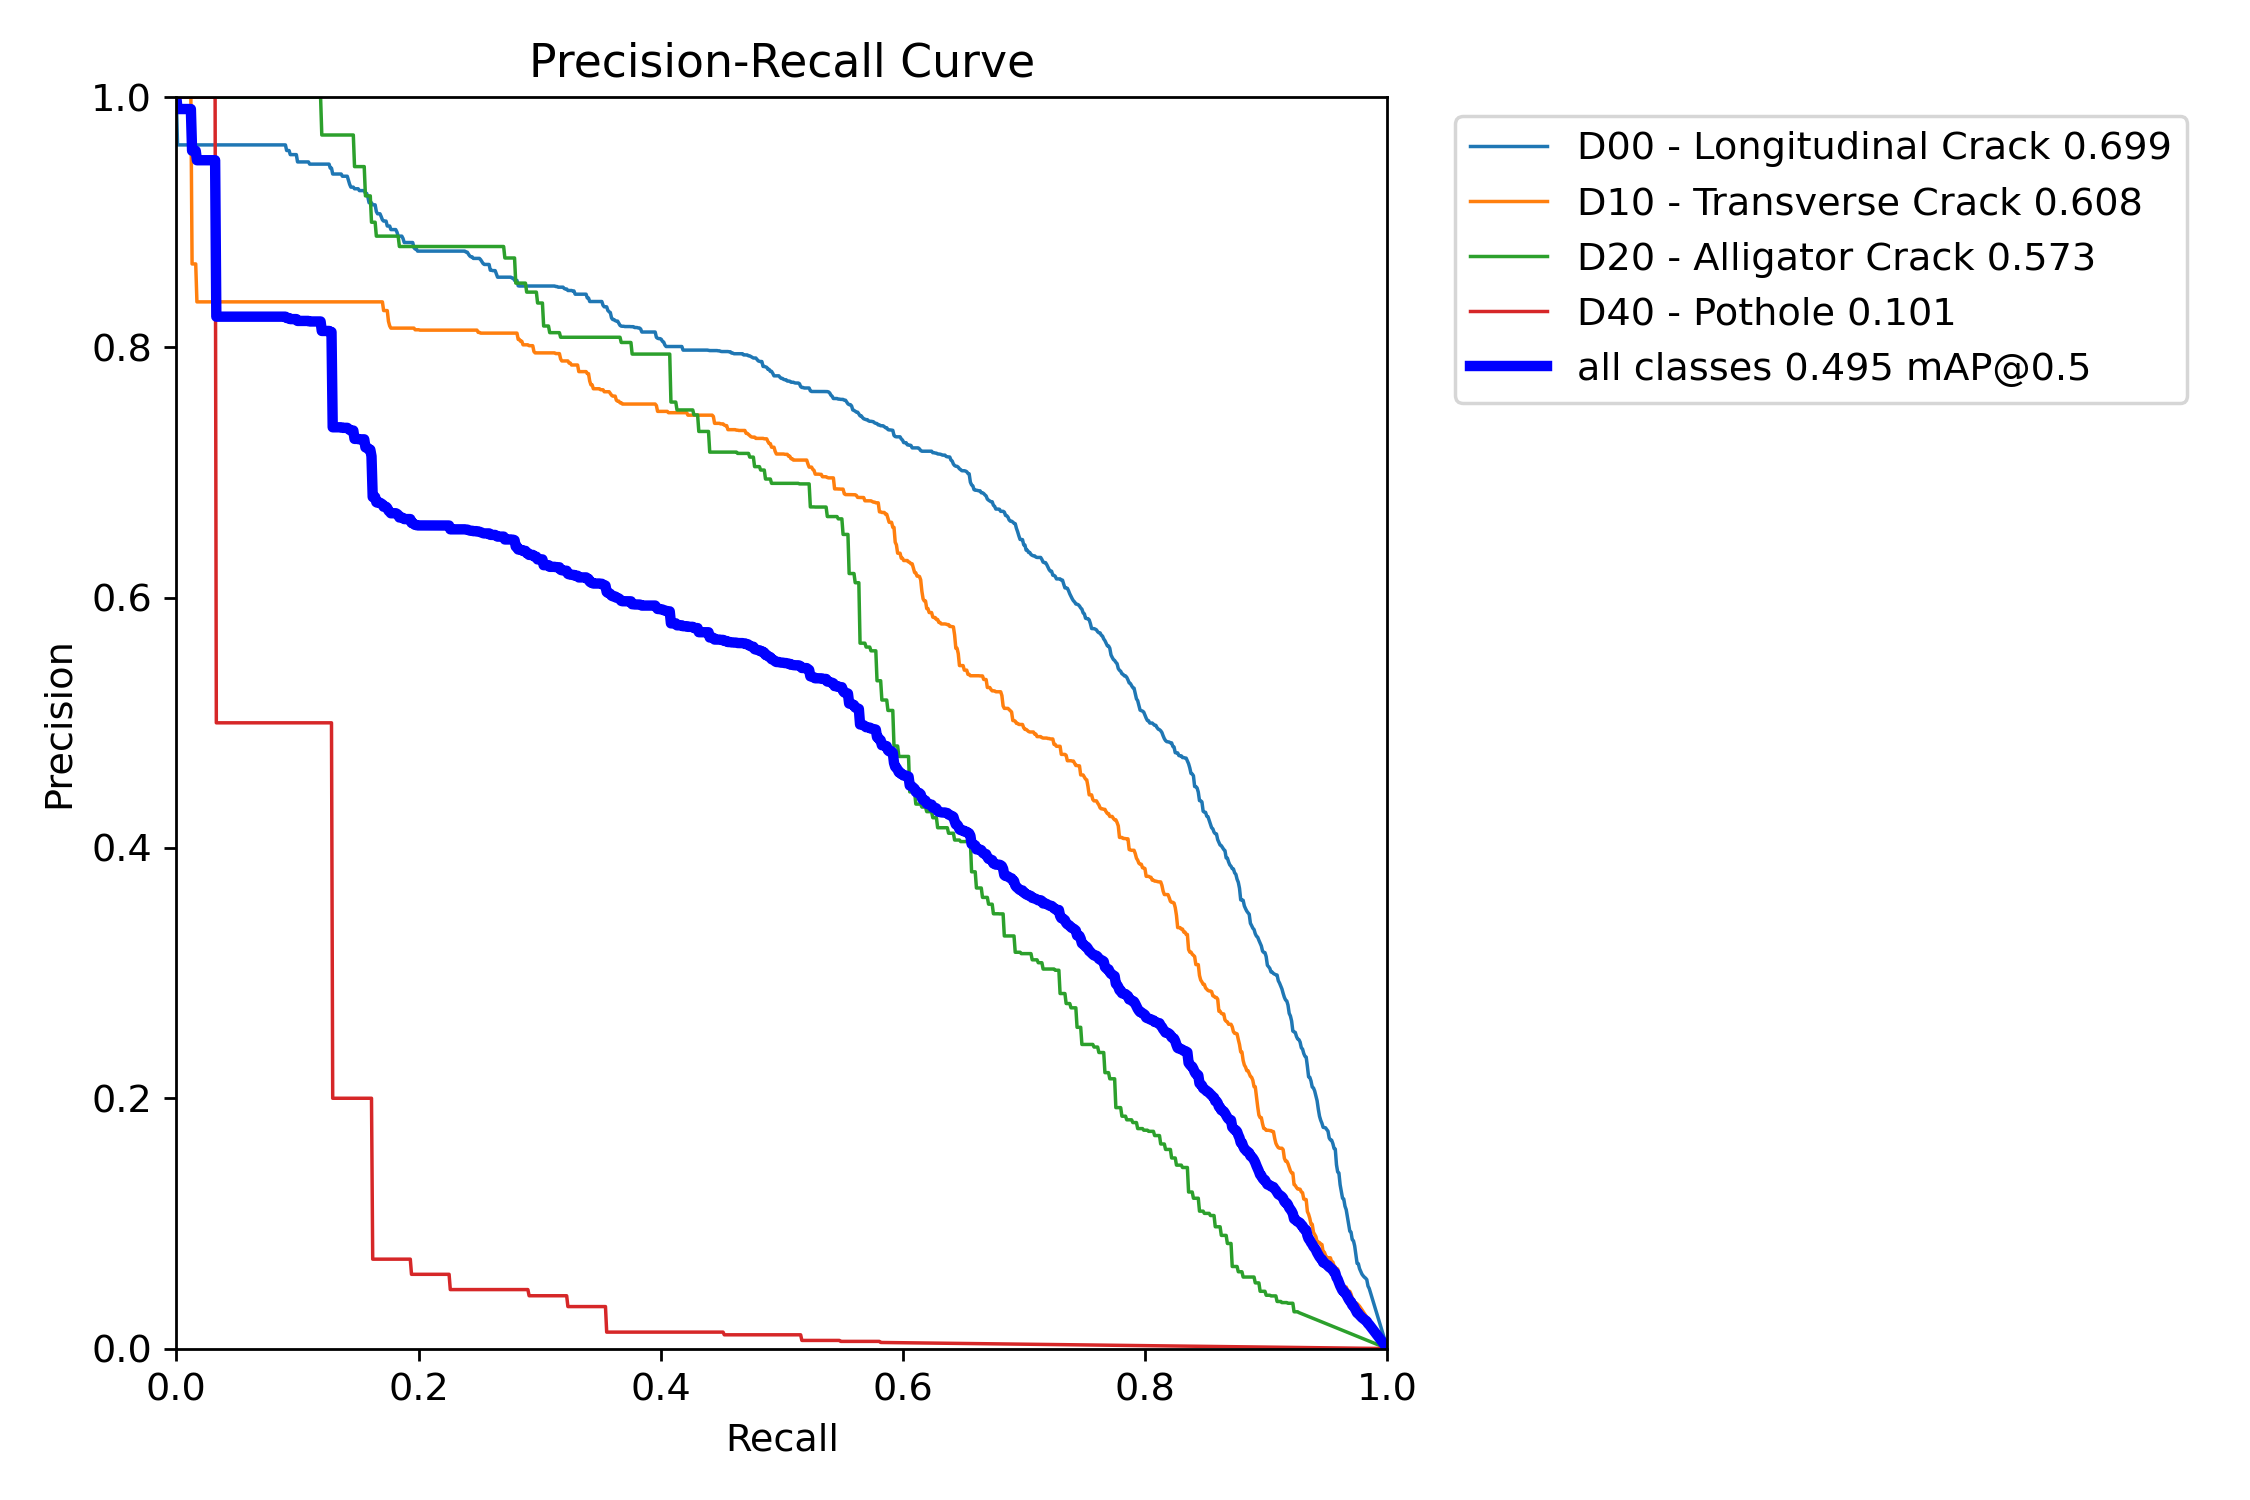 Precision-Recall Curve
1.0
0.8
0.6
0.4
0.2
0.0
Precision
0.0 0.2 0.4 0.6 0.8 1.0
Recall
D00 - Longitudinal Crack 0.699
D10 - Transverse Crack 0.608
D20 - Alligator Crack 0.573
D40 - Pothole 0.101
all classes 0.495 mAP@0.5